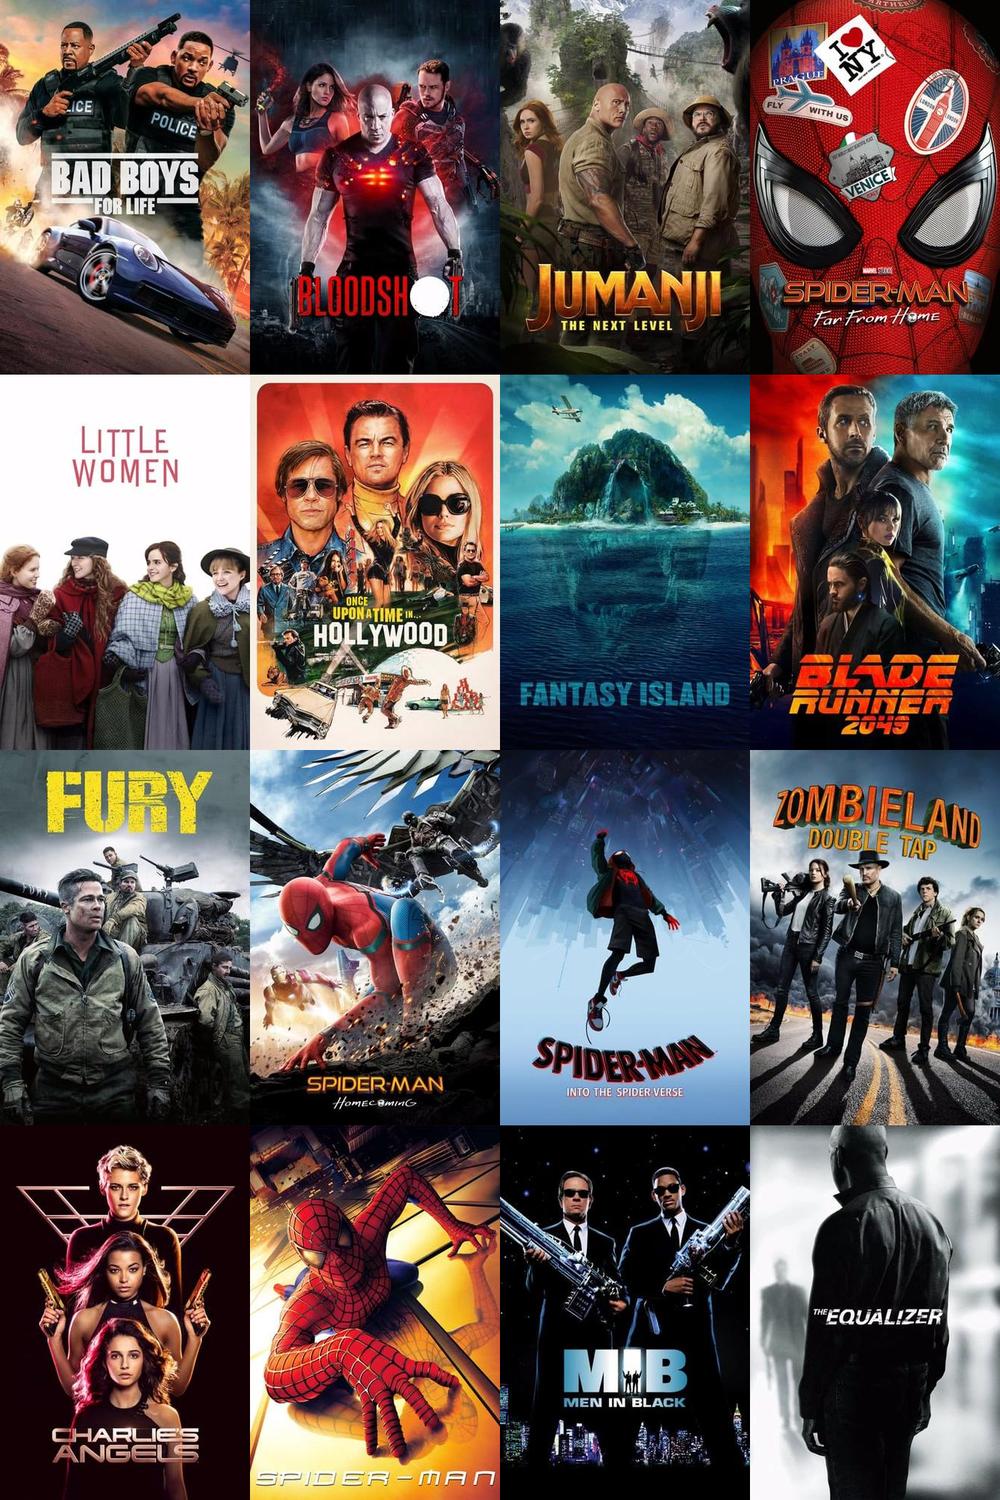 POLICE
POLICE
BAD BOYS
FOR LIFE
BLOODSH T
JUMANJI
THE NEXT LEVEL
PRAGUE
I NY
FLY WITH US
LONDON
VENICE
MARVEL STUDIOS
SPIDER-MAN
Far From Home
LITTLE
WOMEN
ONCE
UPON A TIME IN...
HOLLYWOOD
FANTASY ISLAND
BLADE
RUNNER
2049
FURY
SPIDER-MAN
Homecoming
SPIDER-MAN
INTO THE SPIDER-VERSE
ZOMBIELAND
DOUBLE TAP
CHARLIE'S
ANGELS
SPIDER-MAN
MIB
MEN IN BLACK
THE EQUALIZER